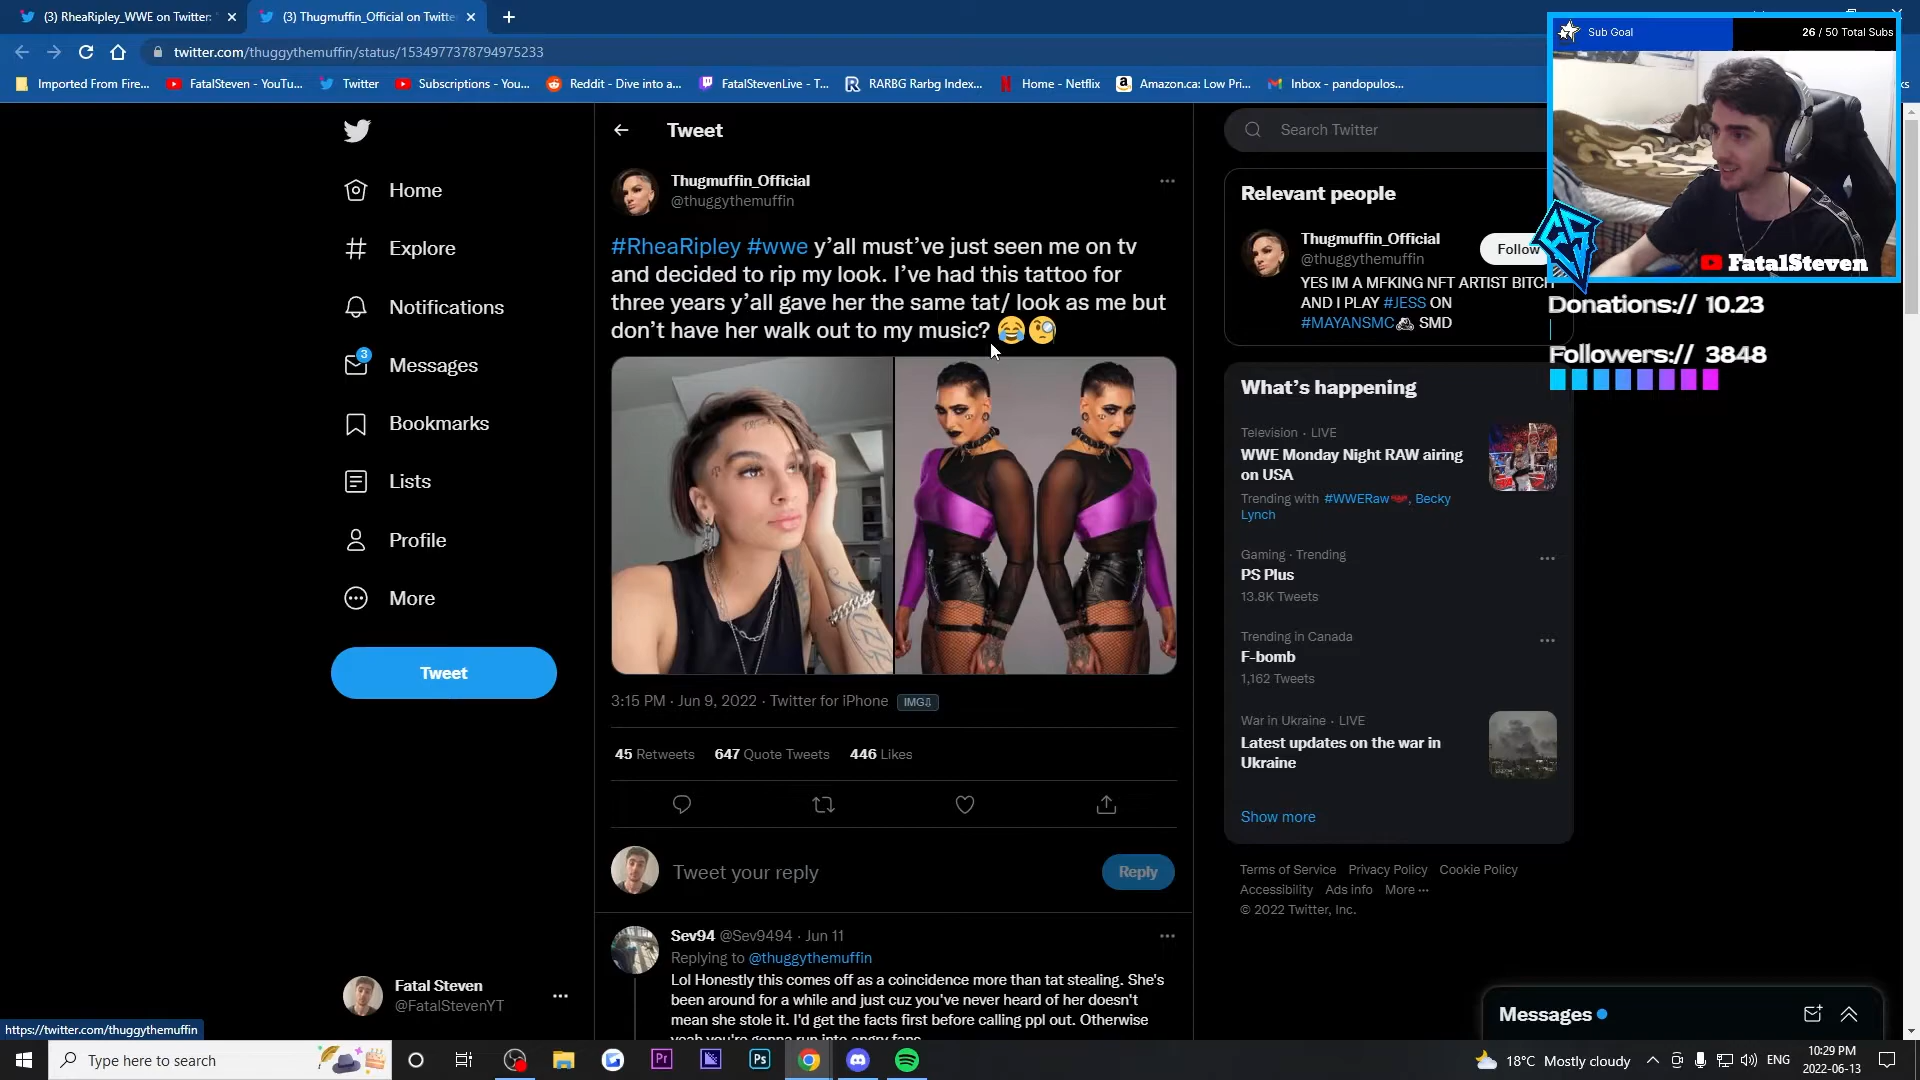 (3) RheaRipley_WWE on Twitter: "
(3) Thugmuffin_Official on Twitte
twitter.com/thuggythemuffin/status/1534977378794975233
Imported From Fire...
FatalSteven - YouTu...
Twitter
Subscriptions - You...
Reddit - Dive into a...
FatalStevenLive - T...
RARBG Rarbg Index...
Home - Netflix
Amazon.ca: Low Pri...
Inbox - pandopulos...
ks
Sub Goal
26 / 50 Total Subs
FatalSteven
Donations:// 10.23
Followers:// 3848
Home
Explore
Notifications
3
Messages
Bookmarks
Lists
Profile
More
Tweet
Fatal Steven
@FatalStevenYT
Tweet
Thugmuffin_Official
@thuggythemuffin
#RheaRipley #wwe y'all must've just seen me on tv
and decided to rip my look. I've had this tattoo for
three years y'all gave her the same tat/ look as me but
don't have her walk out to my music? 😂🧐
3:15 PM · Jun 9, 2022 · Twitter for iPhone IMG⇩
45 Retweets 647 Quote Tweets 446 Likes
Tweet your reply
Reply
Sev94 @Sev9494 · Jun 11
Replying to @thuggythemuffin
Lol Honestly this comes off as a coincidence more than tat stealing. She's
been around for a while and just cuz you've never heard of her doesn't
mean she stole it. I'd get the facts first before calling ppl out. Otherwise
yeah you're gonna run into angry fans
Search Twitter
Relevant people
Thugmuffin_Official
@thuggythemuffin
Follow
YES IM A MFKING NFT ARTIST BITCH
AND I PLAY #JESS ON
#MAYANSMC SMD
What's happening
Television · LIVE
WWE Monday Night RAW airing
on USA
Trending with #WWERaw, Becky
Lynch
Gaming · Trending
PS Plus
13.8K Tweets
Trending in Canada
F-bomb
1,162 Tweets
War in Ukraine · LIVE
Latest updates on the war in
Ukraine
Show more
Terms of Service Privacy Policy Cookie Policy
Accessibility Ads info More ···
© 2022 Twitter, Inc.
Messages
https://twitter.com/thuggythemuffin
Type here to search
Pr
Ps
18°C Mostly cloudy
ENG
10:29 PM
2022-06-13